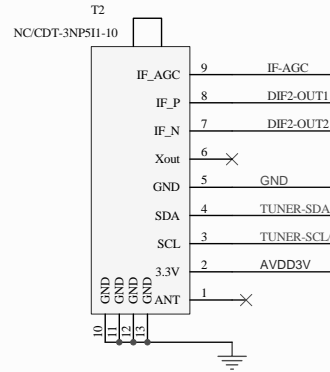 T2
NC/CDT-3NP5I1-10
IF_AGC 9 IF-AGC
IF_P 8 DIF2-OUT1
IF_N 7 DIF2-OUT2
Xout 6
GND 5 GND
SDA 4 TUNER-SDA
SCL 3 TUNER-SCL
3.3V 2 AVDD3V
ANT 1
GND GND GND GND
10 11 12 13